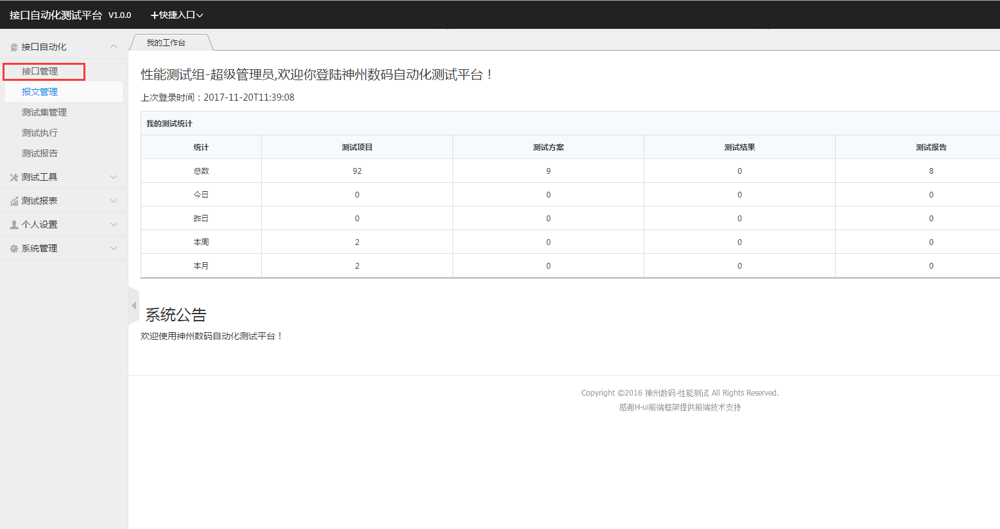 接口自动化测试平台 V1.0.0 +快捷入口
接口自动化
接口管理
报文管理
测试集管理
测试执行
测试报告
测试工具
测试报表
个人设置
系统管理
我的工作台
性能测试组-超级管理员,欢迎你登陆神州数码自动化测试平台！
上次登录时间：2017-11-20T11:39:08
我的测试统计
统计 测试项目 测试方案 测试结果 测试报告
总数 92 9 0 8
今日 0 0 0 0
昨日 0 0 0 0
本周 2 0 0 0
本月 2 0 0 0
系统公告
欢迎使用神州数码自动化测试平台！
Copyright ©2016 神州数码-性能测试 All Rights Reserved.
感谢H-ui前端框架提供前端技术支持